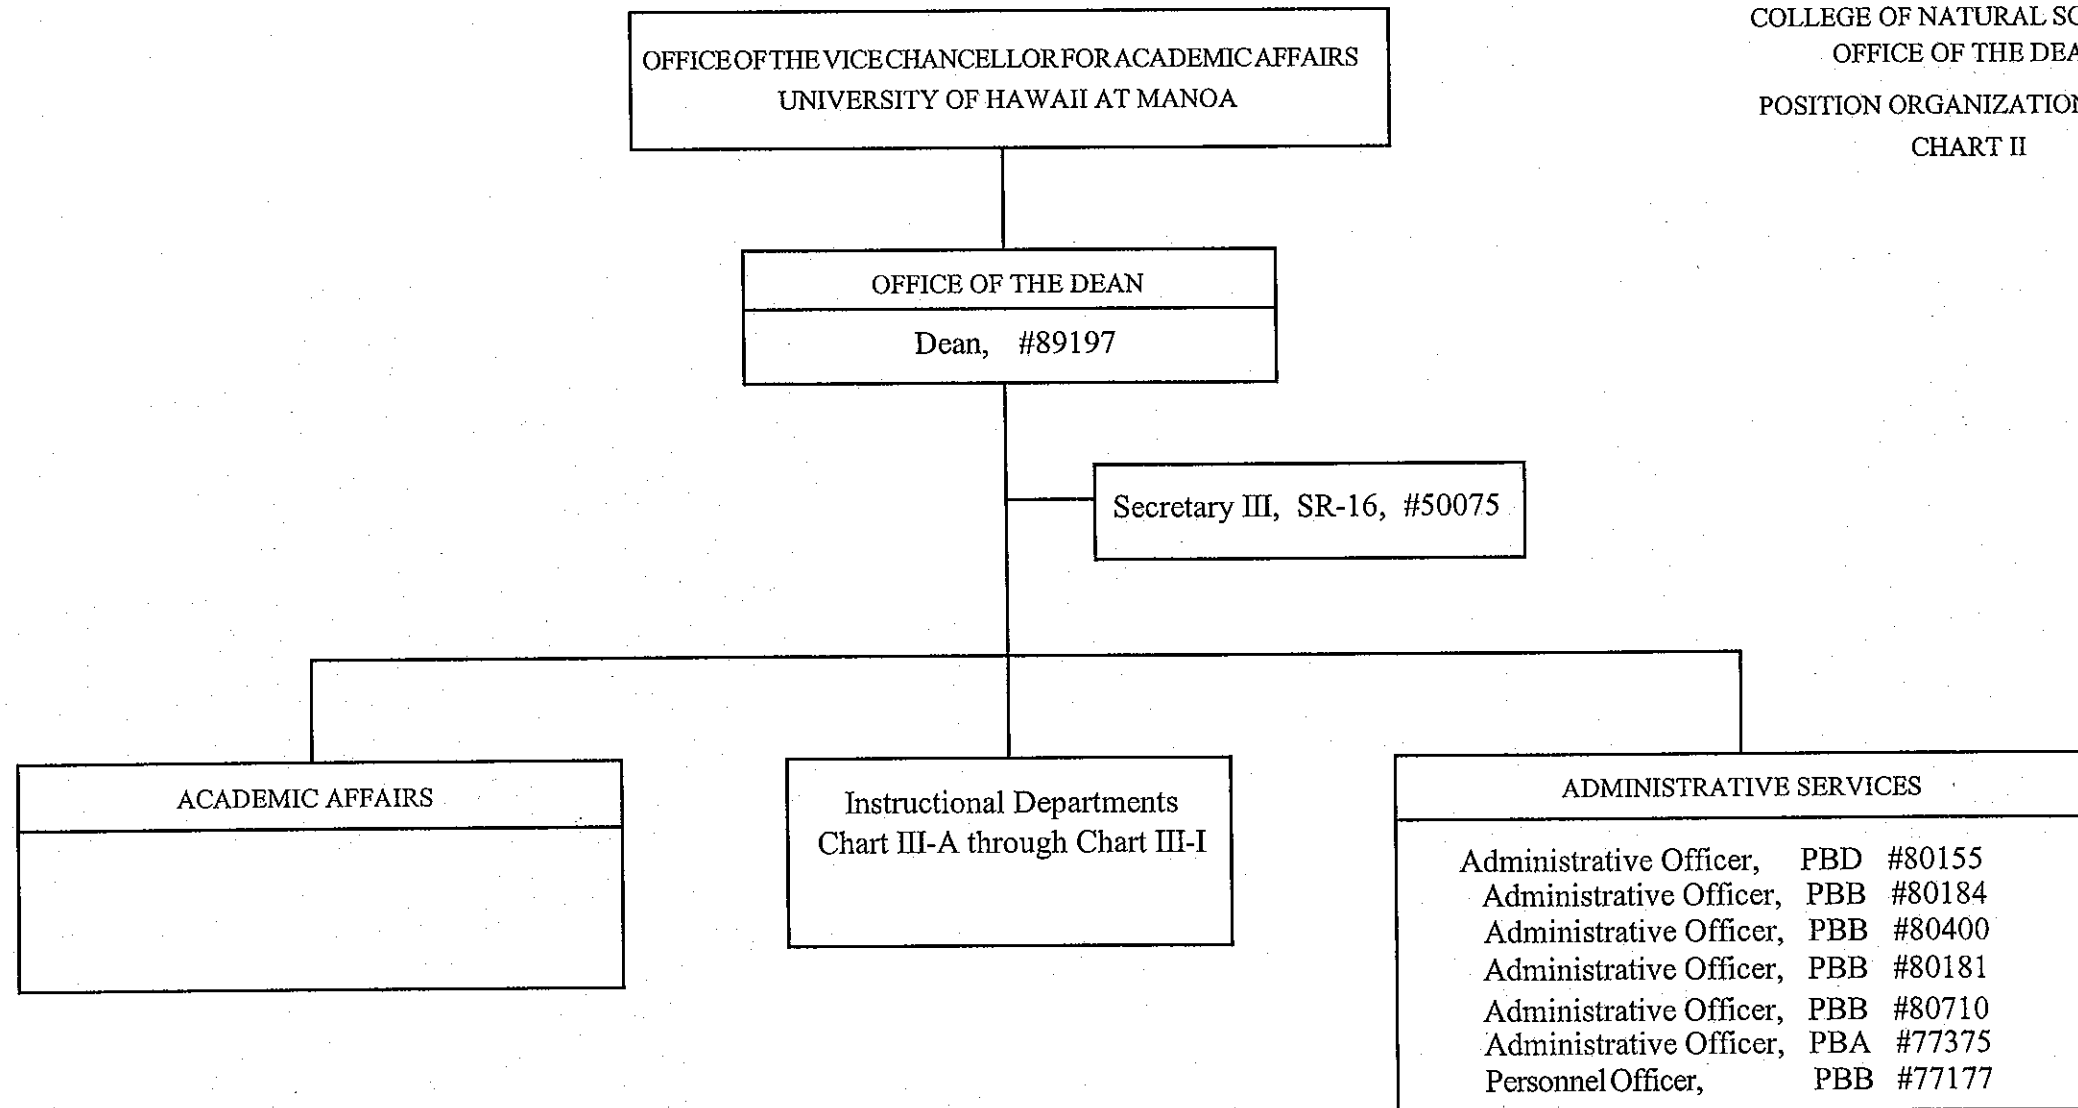 OFFICE OF THE VICE CHANCELLOR FOR ACADEMIC AFFAIRS
UNIVERSITY OF HAWAII AT MANOA
COLLEGE OF NATURAL
OFFICE OF THE
POSITION
CHART II
OFFICE OF THE DEAN
Dean, #89197
Secretary III, SR-16, #50075
ACADEMIC AFFAIRS
Instructional Departments
Chart III-A through Chart III-I
ADMINISTRATIVE SERVICES
Administrative Officer, PBD #80155
Administrative Officer, PBB #80184
Administrative Officer, PBB #80400
Administrative Officer, PBB #80181
Administrative Officer, PBB #80710
Administrative Officer, PBA #77375
Personnel Officer, PBB #77177